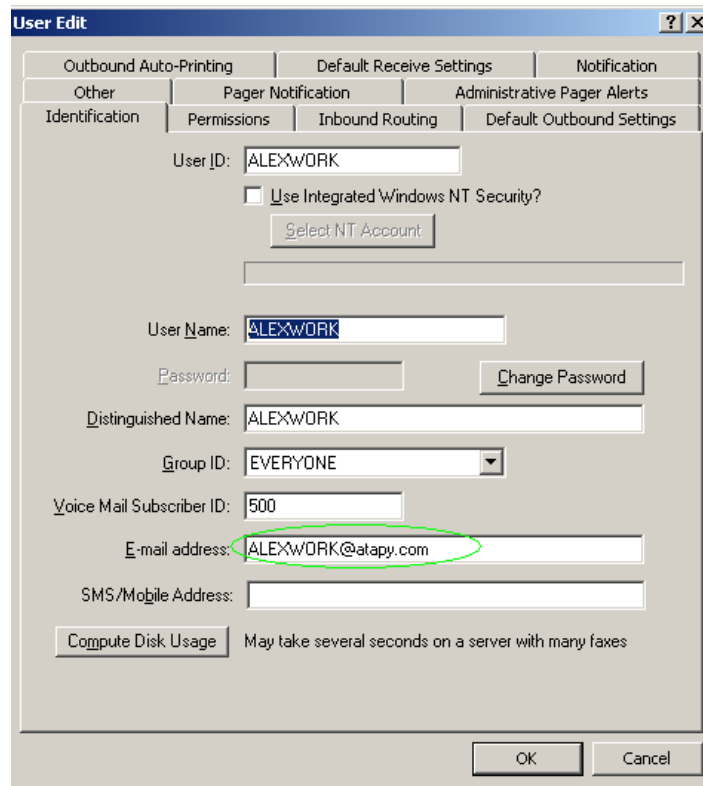 User Edit
Outbound Auto-Printing Default Receive Settings Notification
Other Pager Notification Administrative Pager Alerts
Identification Permissions Inbound Routing Default Outbound Settings
User ID: ALEXWORK
Use Integrated Windows NT Security?
Select NT Account
User Name: ALEXWORK
Password: Change Password
Distinguished Name: ALEXWORK
Group ID: EVERYONE
Voice Mail Subscriber ID: 500
E-mail address: ALEXWORK@atapy.com
SMS/Mobile Address:
Compute Disk Usage May take several seconds on a server with many faxes
OK Cancel